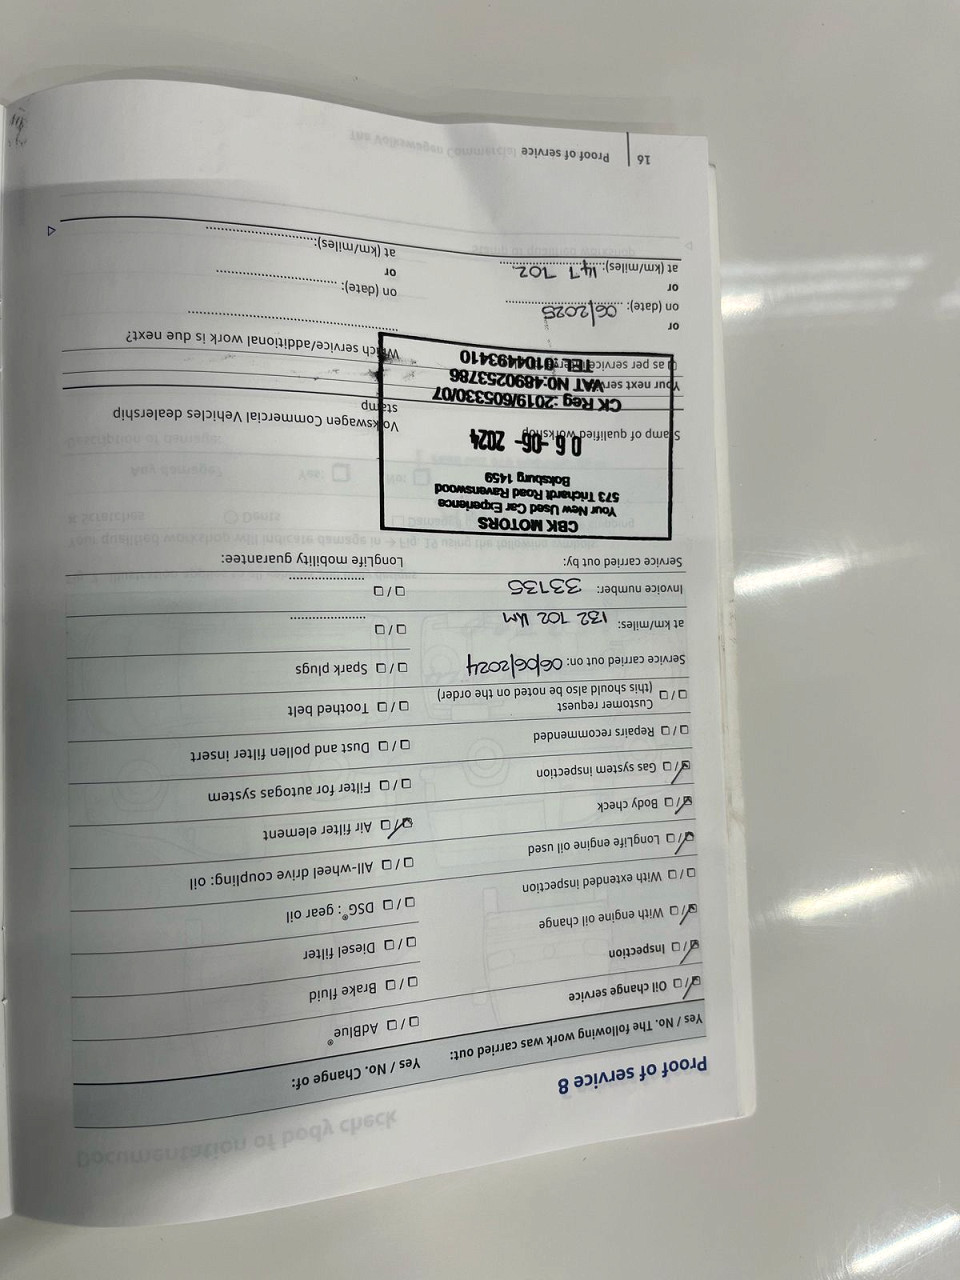 Proof of service 8
Yes / No. The following work was carried out:
☑ / ☐ Oil change service
☑ / ☐ Inspection
☑ / ☐ With engine oil change
☐ / ☐ With extended inspection
☑ / ☐ LongLife engine oil used
☑ / ☐ Body check
☑ / ☐ Gas system inspection
☐ / ☐ Repairs recommended
☐ / ☐ Customer request
(this should also be noted on the order)
Service carried out on: 06/06/2024
at km/miles: 132 702 km
Invoice number: 33135
Service carried out by:
CBK MOTORS
Your New Used Car Experience
573 Trichardt Road Ravenswood
Boksburg 1459
Stamp of qualified workshop
06 -06- 2024
CK Reg :2019/605330/07
Your next
VAT NO:4890253786
☐ as per service
TEL 0104493410
or
on (date): 06/2025
or
at (km/miles): 147 702
Yes / No. Change of:
☐ / ☐ AdBlue®
☐ / ☐ Brake fluid
☐ / ☐ Diesel filter
☐ / ☐ DSG®: gear oil
☐ / ☐ All-wheel drive coupling: oil
☑ / ☐ Air filter element
☐ / ☐ Filter for autogas system
☐ / ☐ Dust and pollen filter insert
☐ / ☐ Toothed belt
☐ / ☐ Spark plugs
☐ / ☐
☐ / ☐
LongLife mobility guarantee:
Volkswagen Commercial Vehicles dealership
stamp
Which service/additional work is due next?
on (date):
or
at (km/miles):
16 Proof of service
Documentation of body check